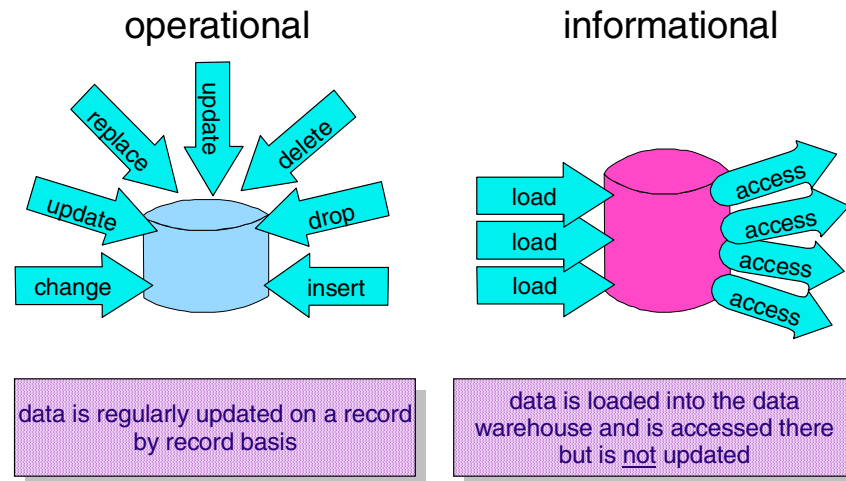 operational
update
replace
delete
update
drop
change
insert
data is regularly updated on a record
by record basis
informational
load
load
load
access
access
access
access
data is loaded into the data
warehouse and is accessed there
but is not updated